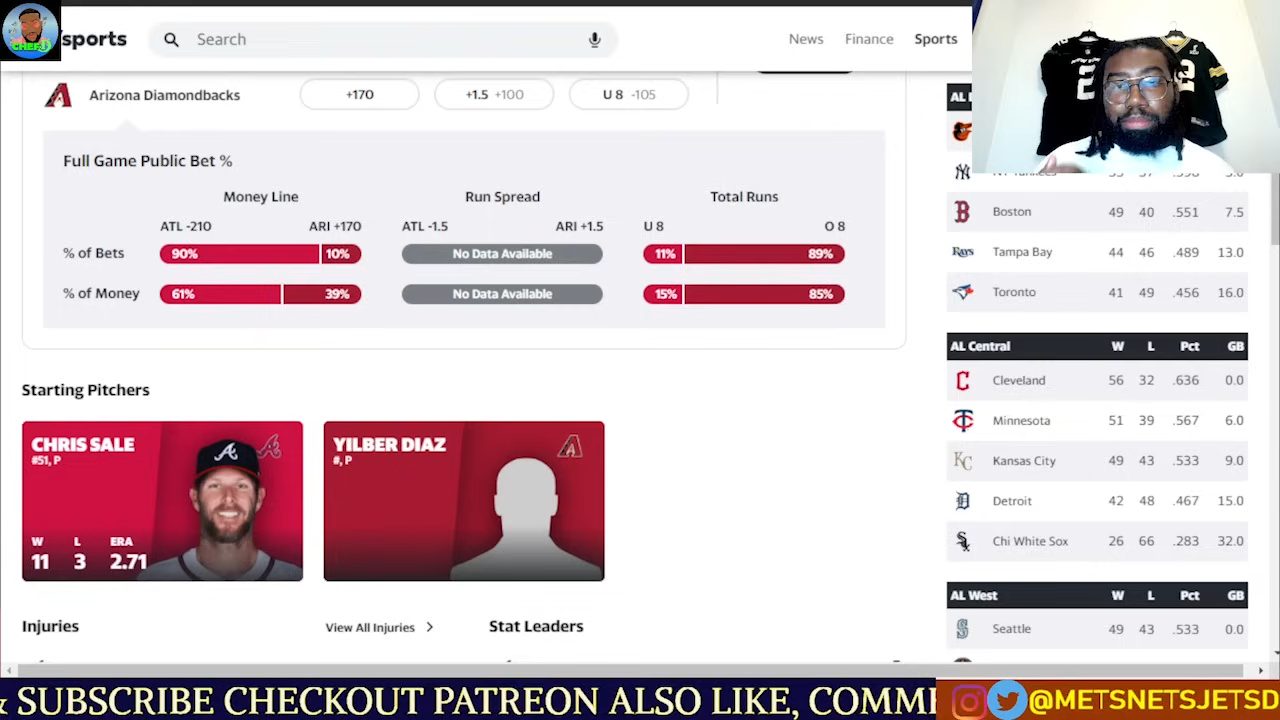 CHEF
sports
Search
News Finance Sports
Arizona Diamondbacks +170 +1.5 +100 U 8 -105
Full Game Public Bet %
Money Line Run Spread Total Runs
ATL -210 ARI +170 ATL -1.5 ARI +1.5 U 8 O 8
% of Bets 90% 10% No Data Available 11% 89%
% of Money 61% 39% No Data Available 15% 85%
Starting Pitchers
CHRIS SALE
#51, P
W L ERA
11 3 2.71
YILBER DIAZ
#, P
Injuries
View All Injuries
Stat Leaders
AL
Boston 49 40 .551 7.5
Tampa Bay 44 46 .489 13.0
Toronto 41 49 .456 16.0
AL Central W L Pct GB
Cleveland 56 32 .636 0.0
Minnesota 51 39 .567 6.0
Kansas City 49 43 .533 9.0
Detroit 42 48 .467 15.0
Chi White Sox 26 66 .283 32.0
AL West W L Pct GB
Seattle 49 43 .533 0.0
& SUBSCRIBE CHECKOUT PATREON ALSO LIKE, COMME
@METSNETSJETSD